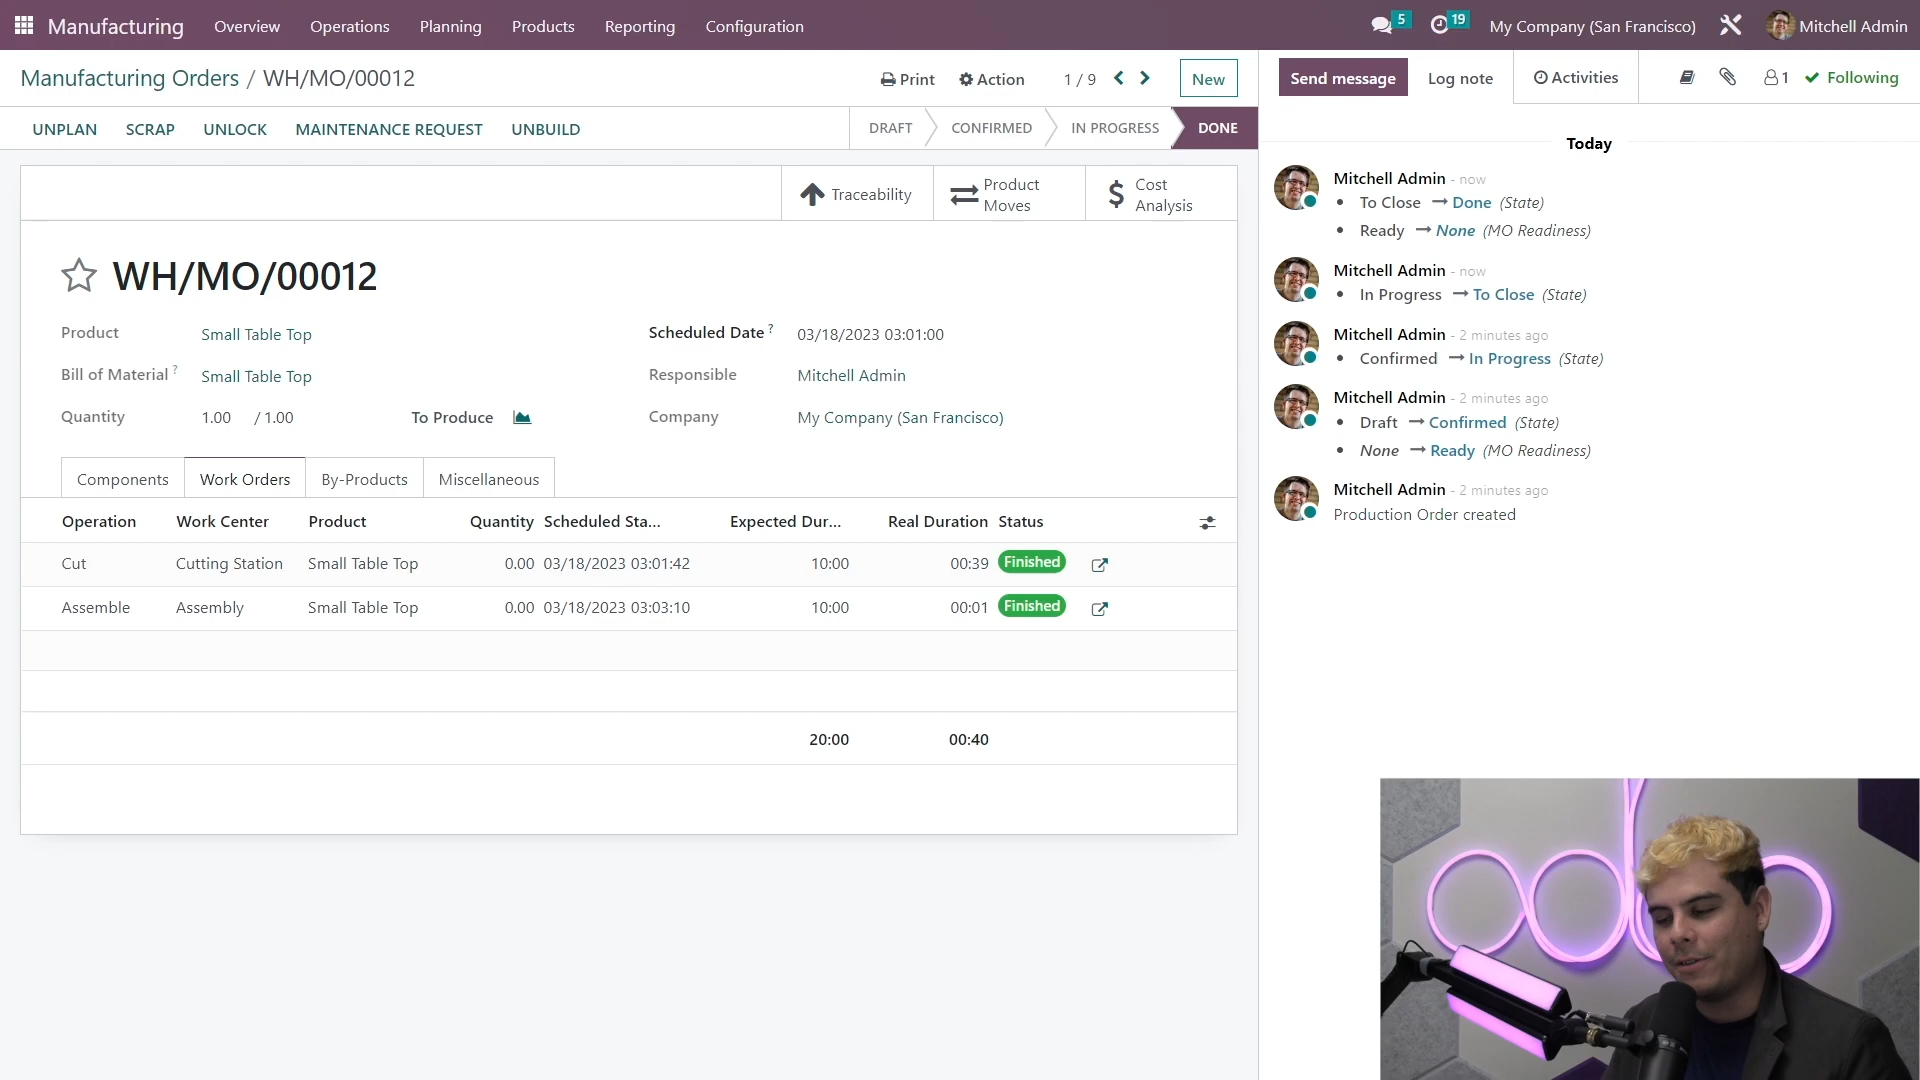 Manufacturing Overview Operations Planning Products Reporting Configuration 5 19 My Company (San Francisco) Mitchell Admin
Manufacturing Orders / WH/MO/00012 Print Action 1 / 9 New
Send message Log note Activities 1 Following
UNPLAN SCRAP UNLOCK MAINTENANCE REQUEST UNBUILD DRAFT CONFIRMED IN PROGRESS DONE
Traceability
Product
Moves
Cost
Analysis
WH/MO/00012
Product Small Table Top
Bill of Material ? Small Table Top
Quantity 1.00 / 1.00 To Produce
Scheduled Date ? 03/18/2023 03:01:00
Responsible Mitchell Admin
Company My Company (San Francisco)
Components Work Orders By-Products Miscellaneous
Operation Work Center Product Quantity Scheduled Sta... Expected Dur... Real Duration Status
Cut Cutting Station Small Table Top 0.00 03/18/2023 03:01:42 10:00 00:39 Finished
Assemble Assembly Small Table Top 0.00 03/18/2023 03:03:10 10:00 00:01 Finished
20:00 00:40
Today
Mitchell Admin - now
• To Close → Done (State)
• Ready → None (MO Readiness)
Mitchell Admin - now
• In Progress → To Close (State)
Mitchell Admin - 2 minutes ago
• Confirmed → In Progress (State)
Mitchell Admin - 2 minutes ago
• Draft → Confirmed (State)
• None → Ready (MO Readiness)
Mitchell Admin - 2 minutes ago
Production Order created
odo